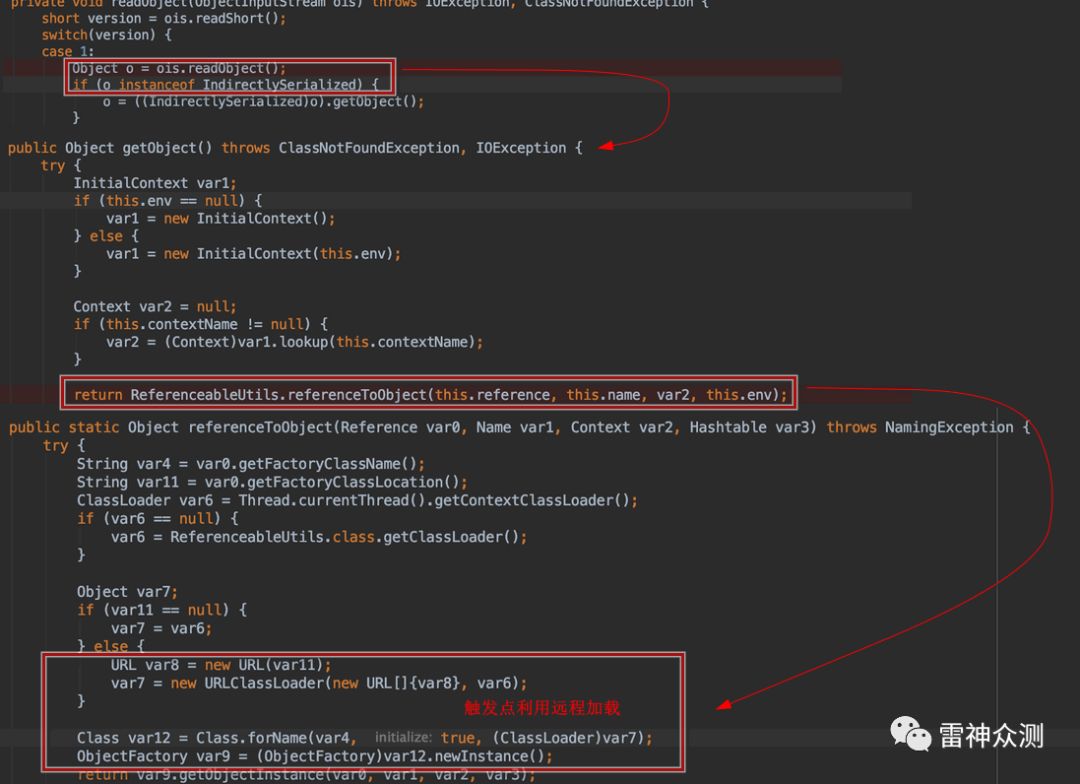 private void readObject(ObjectInputStream ois) throws IOException, ClassNotFoundException {
short version = ois.readShort();
switch(version) {
case 1:
Object o = ois.readObject();
if (o instanceof IndirectlySerialized) {
o = ((IndirectlySerialized)o).getObject();
}
public Object getObject() throws ClassNotFoundException, IOException {
try {
InitialContext var1;
if (this.env == null) {
var1 = new InitialContext();
} else {
var1 = new InitialContext(this.env);
}
Context var2 = null;
if (this.contextName != null) {
var2 = (Context)var1.lookup(this.contextName);
}
return ReferenceableUtils.referenceToObject(this.reference, this.name, var2, this.env);
public static Object referenceToObject(Reference var0, Name var1, Context var2, Hashtable var3) throws NamingException {
try {
String var4 = var0.getFactoryClassName();
String var11 = var0.getFactoryClassLocation();
ClassLoader var6 = Thread.currentThread().getContextClassLoader();
if (var6 == null) {
var6 = ReferenceableUtils.class.getClassLoader();
}
Object var7;
if (var11 == null) {
var7 = var6;
} else {
URL var8 = new URL(var11);
var7 = new URLClassLoader(new URL[]{var8}, var6);
}
触发点利用远程加载
Class var12 = Class.forName(var4, initialize: true, (ClassLoader)var7);
ObjectFactory var9 = (ObjectFactory)var12.newInstance();
return var9.getObjectInstance(var0, var1, var2, var3);
雷神众测